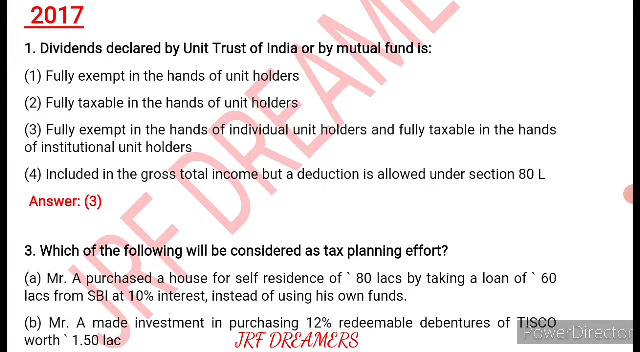 2017
1. Dividends declared by Unit Trust of India or by mutual fund is:
(1) Fully exempt in the hands of unit holders
(2) Fully taxable in the hands of unit holders
(3) Fully exempt in the hands of individual unit holders and fully taxable in the hands
of institutional unit holders
(4) Included in the gross total income but a deduction is allowed under section 80 L
Answer: (3)
3. Which of the following will be considered as tax planning effort?
(a) Mr. A purchased a house for self residence of ` 80 lacs by taking a loan of ` 60
lacs from SBI at 10% interest, instead of using his own funds.
(b) Mr. A made investment in purchasing 12% redeemable debentures of TISCO
worth ` 1.50 lac
JRF DREAMERS
PowerDirector
JRF DREAME